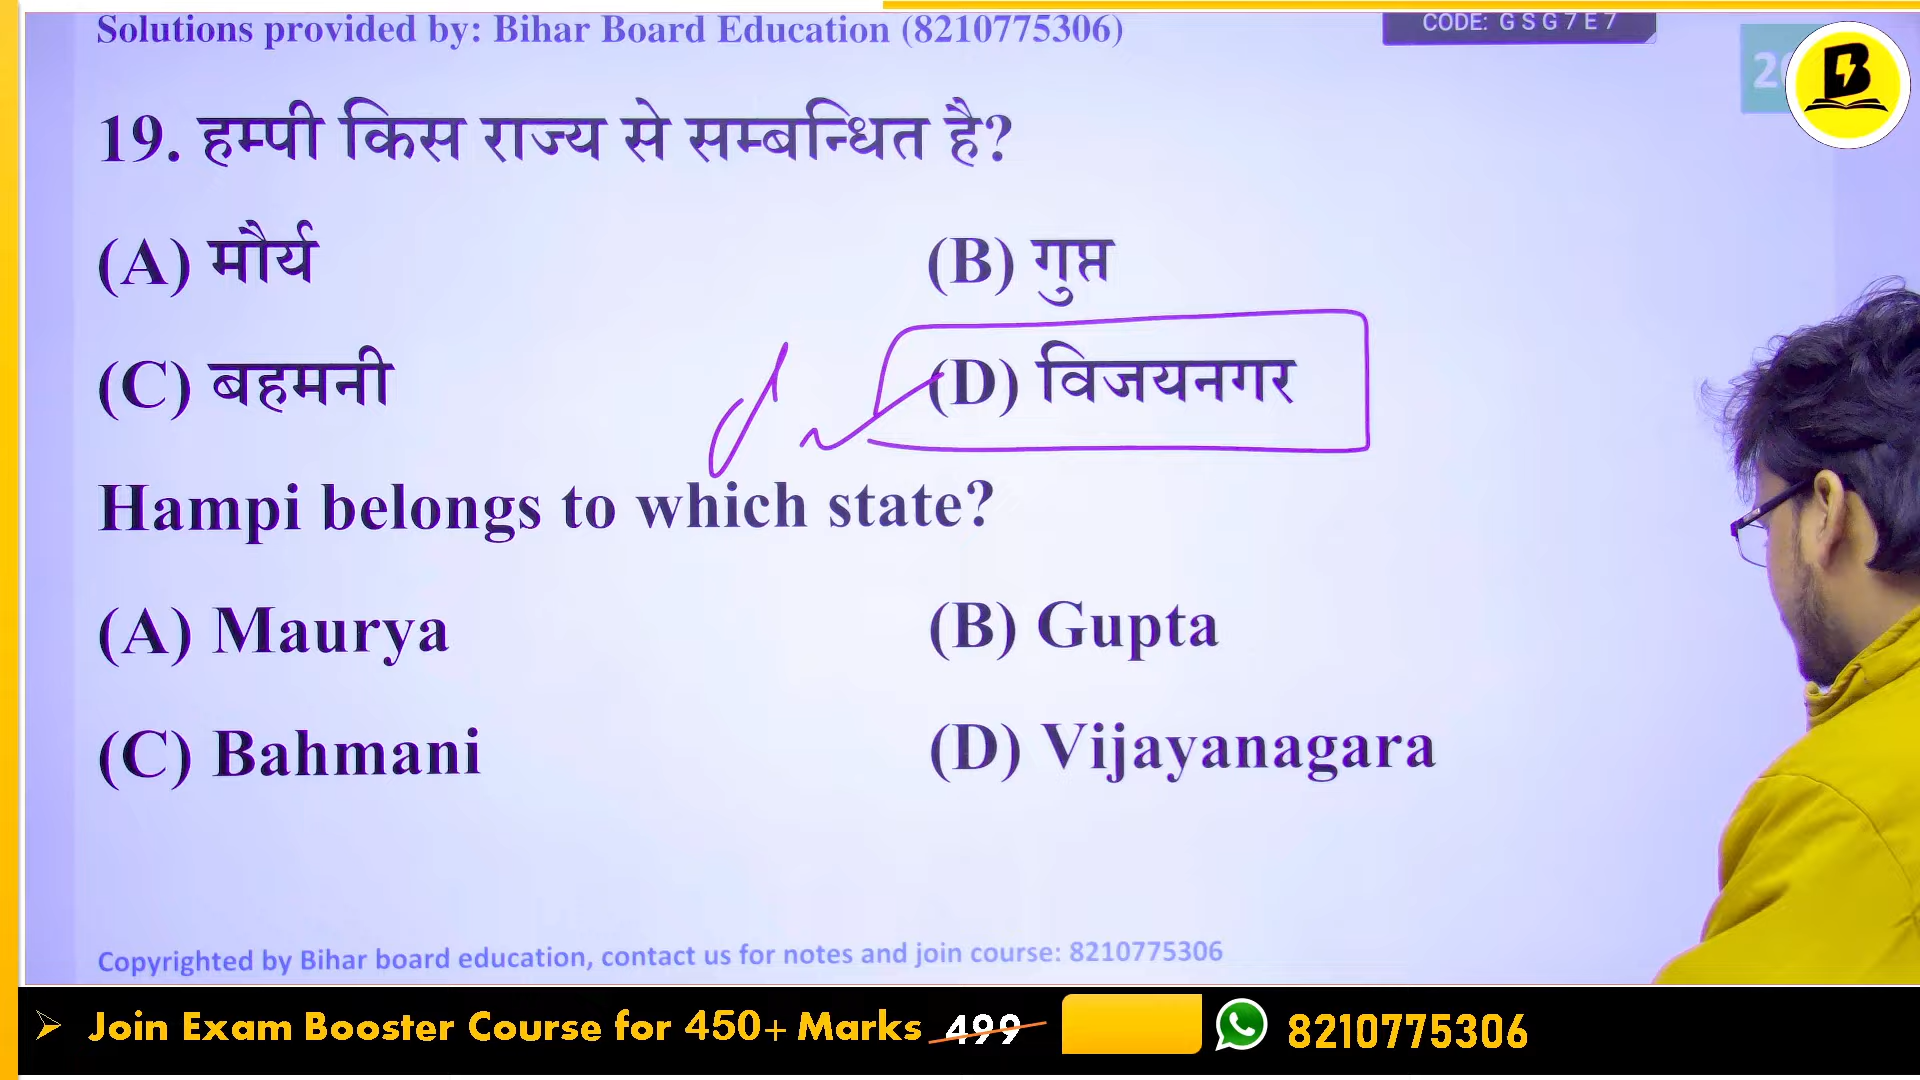 Solutions provided by: Bihar Board Education (8210775306)
CODE: G S G 7 E 7
19. हम्पी किस राज्य से सम्बन्धित है?
(A) मौर्य
(B) गुप्त
(C) बहमनी
(D) विजयनगर
Hampi belongs to which state?
(A) Maurya
(B) Gupta
(C) Bahmani
(D) Vijayanagara
Copyrighted by Bihar board education, contact us for notes and join course: 8210775306
➢ Join Exam Booster Course for 450+ Marks 499
8210775306